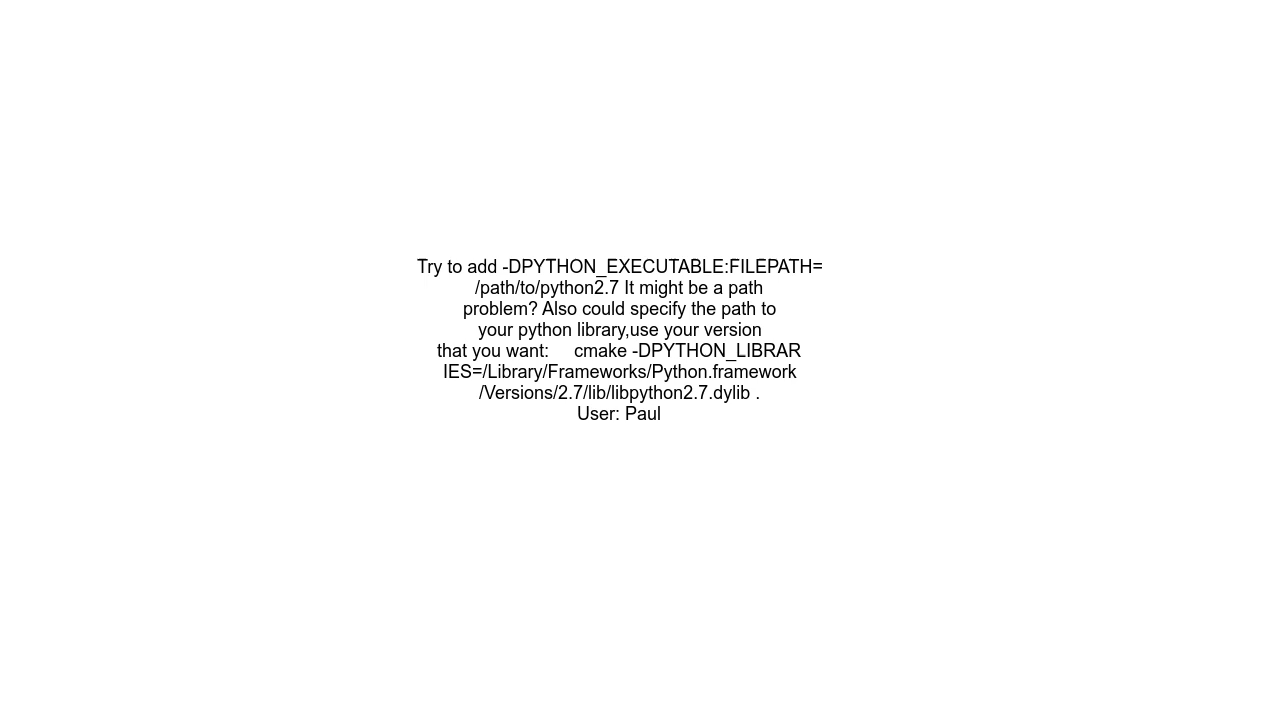 Try to add -DPYTHON_EXECUTABLE:FILEPATH=
/path/to/python2.7 It might be a path
problem? Also could specify the path to
your python library,use your version
that you want:     cmake -DPYTHON_LIBRAR
IES=/Library/Frameworks/Python.framework
/Versions/2.7/lib/libpython2.7.dylib .
User: Paul